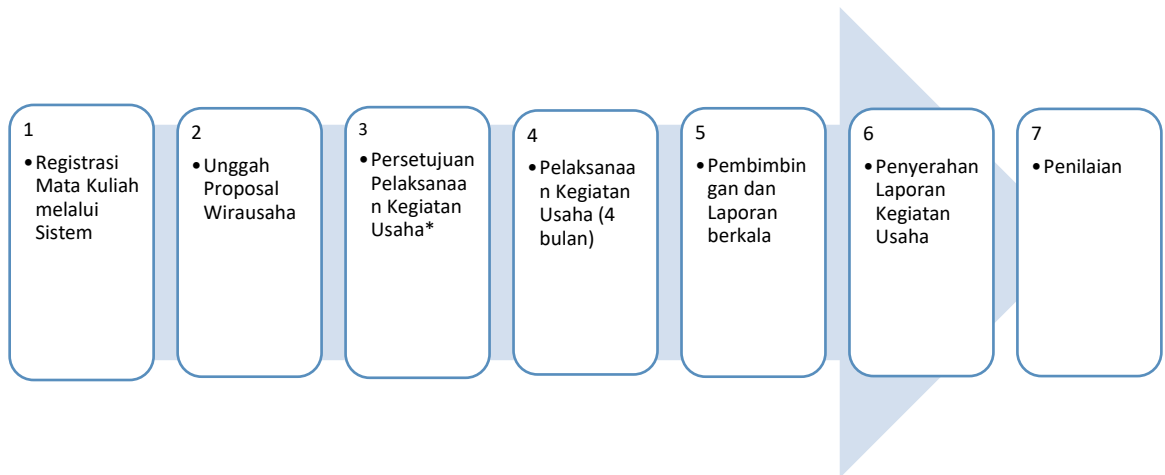 1
•Registrasi
Mata Kuliah
melalui
Sistem
2
•Unggah
Proposal
Wirausaha
3
•Persetujuan
Pelaksanaa
n Kegiatan
Usaha*
4
•Pelaksanaa
n Kegiatan
Usaha (4
bulan)
5
•Pembimbin
gan dan
Laporan
berkala
6
•Penyerahan
Laporan
Kegiatan
Usaha
7
•Penilaian